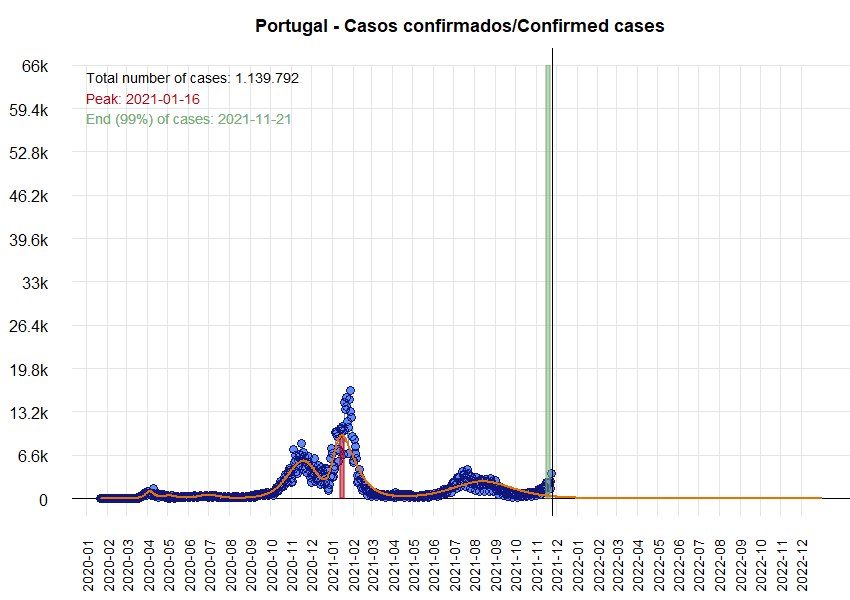 Portugal - Casos confirmados/Confirmed cases
66k
59.4k
52.8k
46.2k
39.6k
33k
26.4k
19.8k
13.2k
6.6k
0
Total number of cases: 1.139.792
Peak: 2021-01-16
End (99%) of cases: 2021-11-21
2020-01
2020-02
2020-03
2020-04
2020-05
2020-06
2020-07
2020-08
2020-09
2020-10
2020-11
2020-12
2021-01
2021-02
2021-03
2021-04
2021-05
2021-06
2021-07
2021-08
2021-09
2021-10
2021-11
2021-12
2022-01
2022-02
2022-03
2022-04
2022-05
2022-06
2022-07
2022-08
2022-09
2022-10
2022-11
2022-12